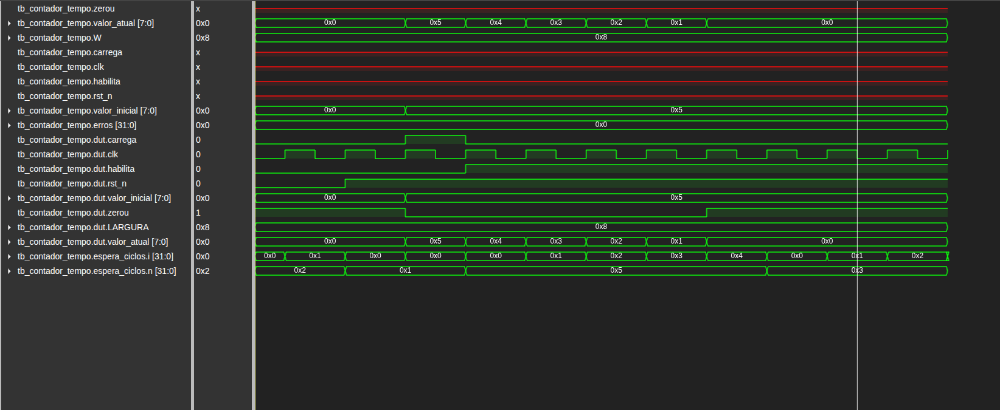 tb_contador_tempo.zerou x
tb_contador_tempo.valor_atual [7:0] 0x0 0x0 0x5 0x4 0x3 0x2 0x1 0x0
tb_contador_tempo.W 0x8 0x8
tb_contador_tempo.carrega x
tb_contador_tempo.clk x
tb_contador_tempo.habilita x
tb_contador_tempo.rst_n x
tb_contador_tempo.valor_inicial [7:0] 0x0 0x0 0x5
tb_contador_tempo.erros [31:0] 0x0 0x0
tb_contador_tempo.dut.carrega 0
tb_contador_tempo.dut.clk 0
tb_contador_tempo.dut.habilita 0
tb_contador_tempo.dut.rst_n 0
tb_contador_tempo.dut.valor_inicial [7:0] 0x0 0x0 0x5
tb_contador_tempo.dut.zerou 1
tb_contador_tempo.dut.LARGURA 0x8 0x8
tb_contador_tempo.dut.valor_atual [7:0] 0x0 0x0 0x5 0x4 0x3 0x2 0x1 0x0
tb_contador_tempo.espera_ciclos.i [31:0] 0x0 0x0 0x1 0x0 0x0 0x0 0x1 0x2 0x3 0x4 0x0 0x1 0x2
tb_contador_tempo.espera_ciclos.n [31:0] 0x2 0x2 0x1 0x5 0x3